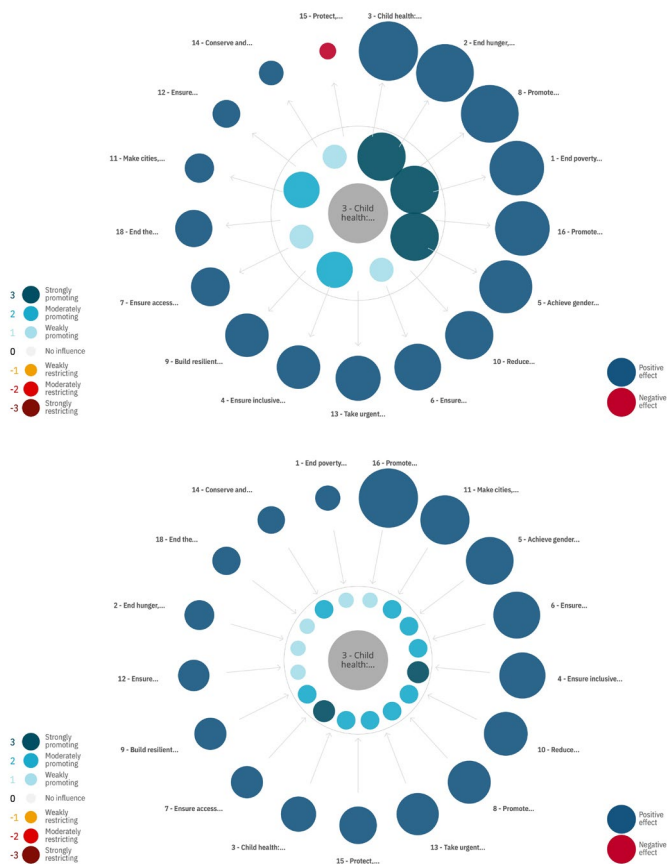 15 - Protect,...
3 - Child health:...
14 - Conserve and...
2 - End hunger,...
12 - Ensure...
8 - Promote...
11 - Make cities,...
1 - End poverty...
3 - Child
health:...
18 - End the...
16 - Promote...
7 - Ensure access...
5 - Achieve gender...
9 - Build resilient...
10 - Reduce...
4 - Ensure inclusive...
6 - Ensure...
13 - Take urgent...
3 Strongly
promoting
2 Moderately
promoting
1 Weakly
promoting
0 No influence
-1 Weakly
restricting
-2 Moderately
restricting
-3 Strongly
restricting
Positive
effect
Negative
effect
1 - End poverty...
16 - Promote...
14 - Conserve and...
11 - Make cities,...
18 - End the...
5 - Achieve gender...
2 - End hunger,...
6 - Ensure...
3 - Child
health:...
12 - Ensure...
4 - Ensure inclusive...
9 - Build resilient...
10 - Reduce...
7 - Ensure access...
8 - Promote...
3 - Child health:...
13 - Take urgent...
15 - Protect,...
3 Strongly
promoting
2 Moderately
promoting
1 Weakly
promoting
0 No influence
-1 Weakly
restricting
-2 Moderately
restricting
-3 Strongly
restricting
Positive
effect
Negative
effect